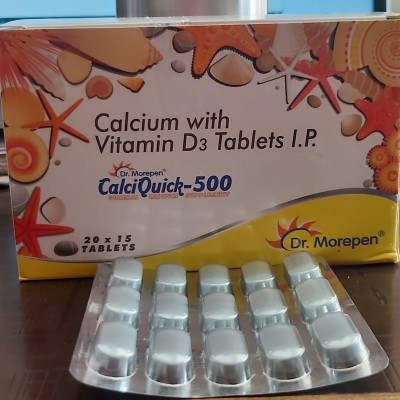 Calcium with
Vitamin D3 Tablets I.P.
Dr. Morepen®
CalciQuick-500
20 x 15
TABLETS
Dr. Morepen®